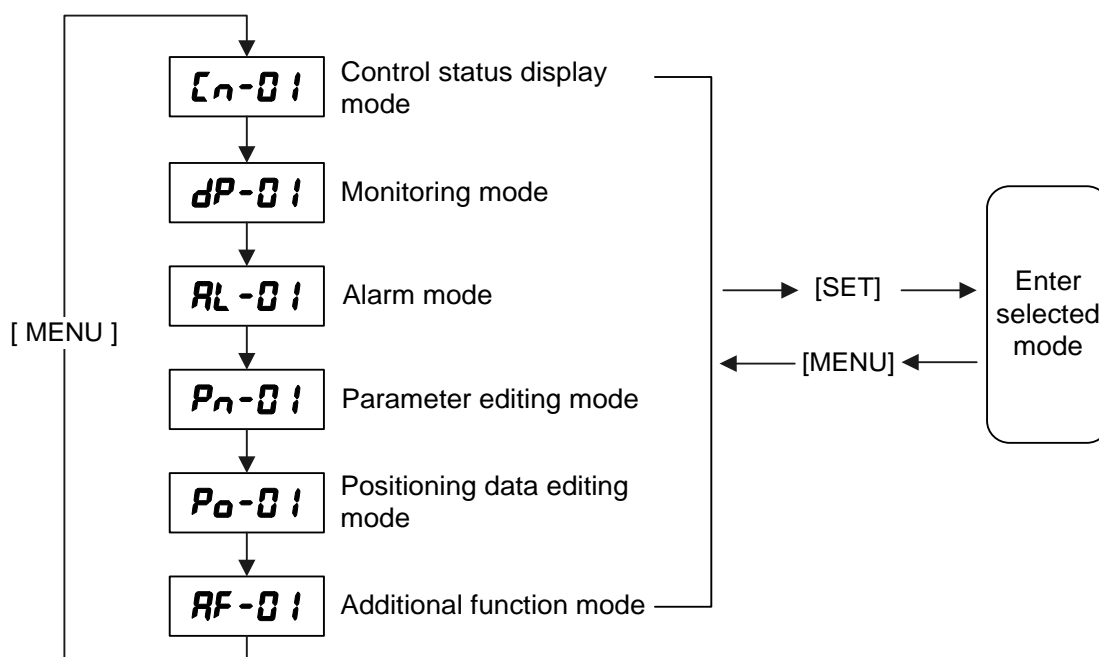 Cn-01
Control status display
mode
dP-01
Monitoring mode
AL-01
Alarm mode
[ MENU ]
Pn-01
Parameter editing mode
Po-01
Positioning data editing
mode
AF-01
Additional function mode
[SET]
[MENU]
Enter
selected
mode